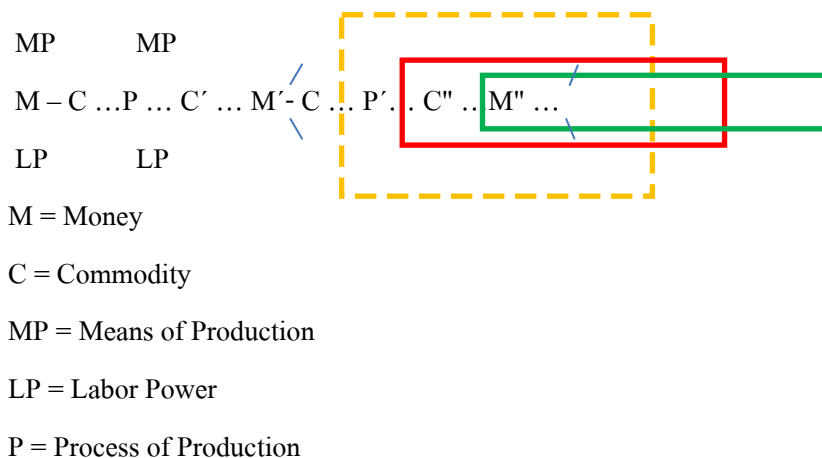 MP MP
M – C …P … C´ … M´- C … P´… C" …M" …
LP LP
M = Money
C = Commodity
MP = Means of Production
LP = Labor Power
P = Process of Production